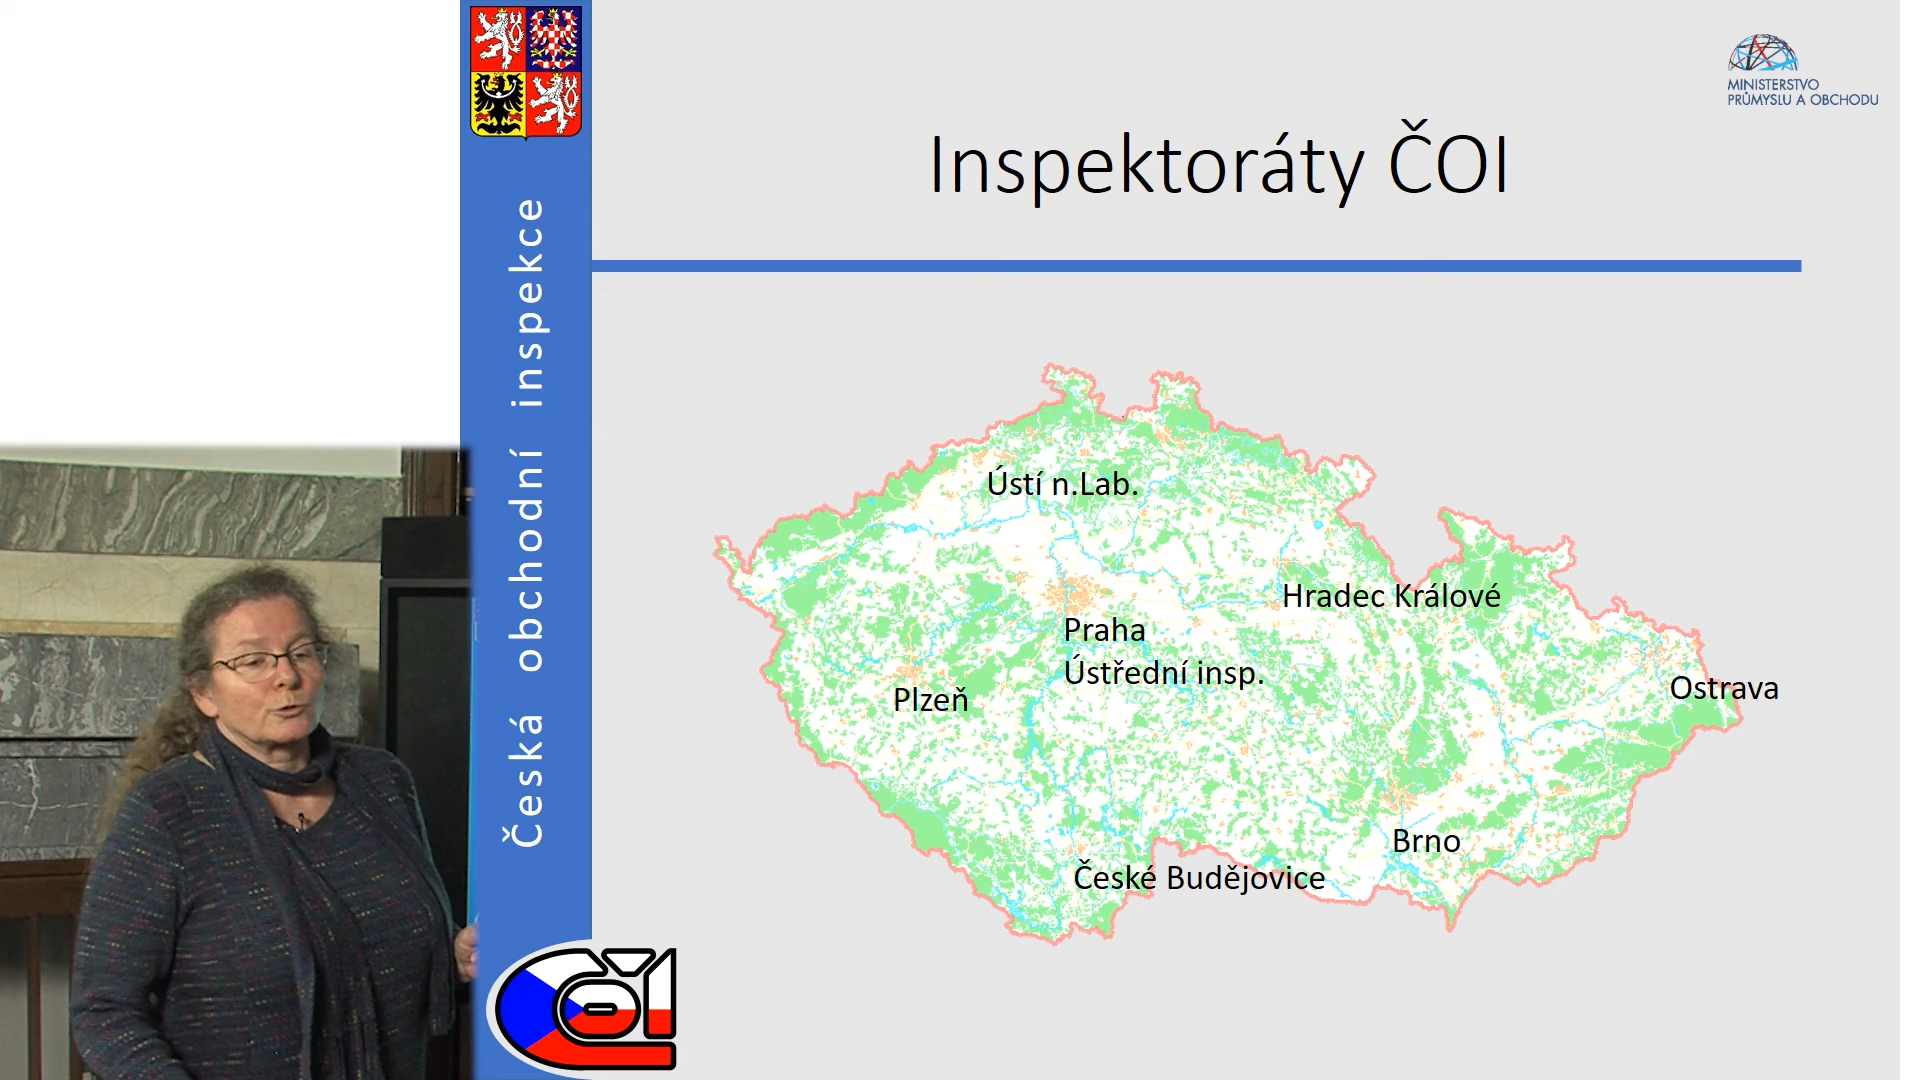 MINISTERSTVO
PRŮMYSLU A OBCHODU
Inspektoráty ČOI
Česká obchodní inspekce
Ústí n.Lab.
Hradec Králové
Praha
Ústřední insp.
Plzeň
Ostrava
Brno
České Budějovice
ČOI